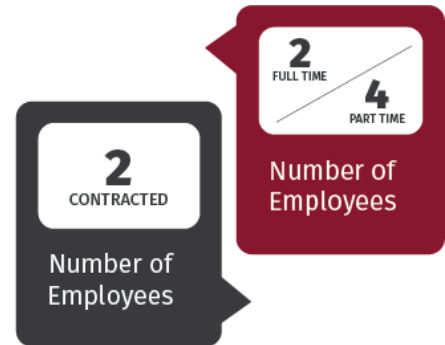 2
FULL TIME
4
PART TIME
Number of
Employees
2
CONTRACTED
Number of
Employees